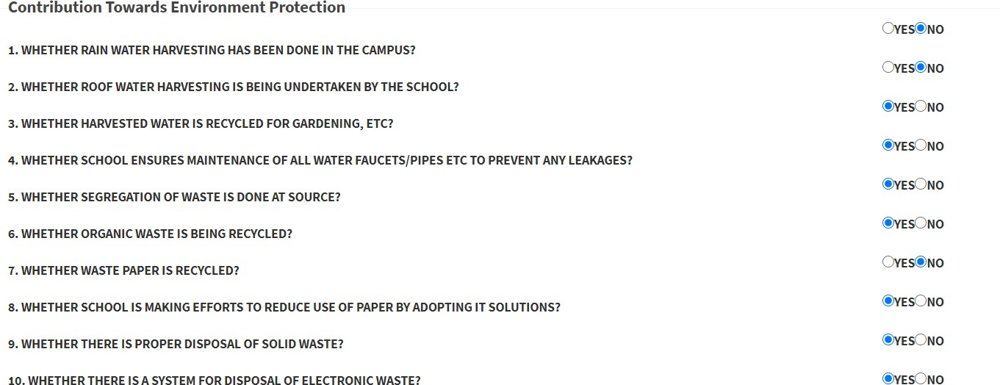 Contribution Towards Environment Protection
YES NO
1. WHETHER RAIN WATER HARVESTING HAS BEEN DONE IN THE CAMPUS?
YES NO
2. WHETHER ROOF WATER HARVESTING IS BEING UNDERTAKEN BY THE SCHOOL?
YES NO
3. WHETHER HARVESTED WATER IS RECYCLED FOR GARDENING, ETC?
YES NO
4. WHETHER SCHOOL ENSURES MAINTENANCE OF ALL WATER FAUCETS/PIPES ETC TO PREVENT ANY LEAKAGES?
YES NO
5. WHETHER SEGREGATION OF WASTE IS DONE AT SOURCE?
YES NO
6. WHETHER ORGANIC WASTE IS BEING RECYCLED?
YES NO
7. WHETHER WASTE PAPER IS RECYCLED?
YES NO
8. WHETHER SCHOOL IS MAKING EFFORTS TO REDUCE USE OF PAPER BY ADOPTING IT SOLUTIONS?
YES NO
9. WHETHER THERE IS PROPER DISPOSAL OF SOLID WASTE?
YES NO
10. WHETHER THERE IS A SYSTEM FOR DISPOSAL OF ELECTRONIC WASTE?